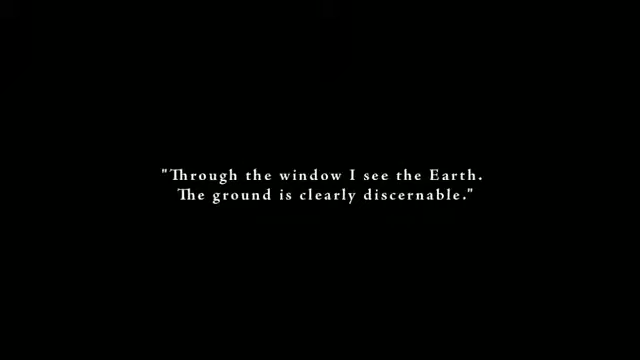 "Through the window I see the Earth.
The ground is clearly discernable."